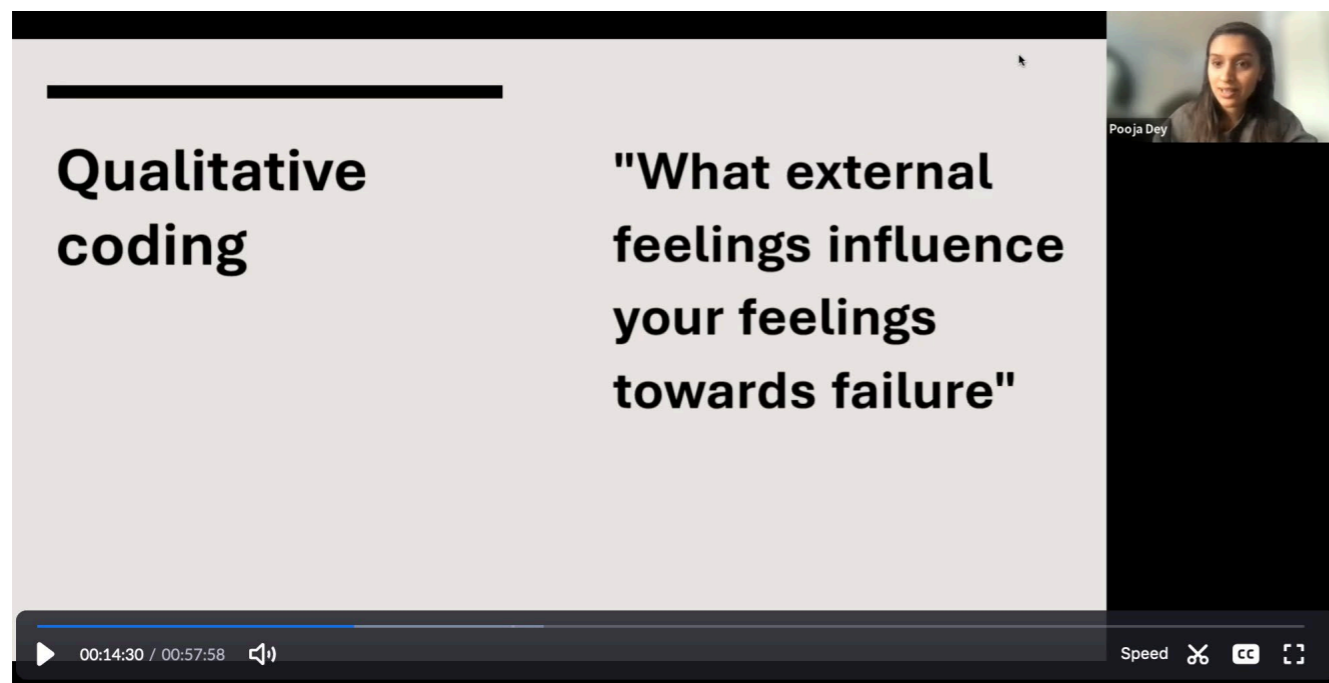 Qualitative
coding
"What external
feelings influence
your feelings
towards failure"
Pooja Dey
00:14:30 / 00:57:58
Speed
CC